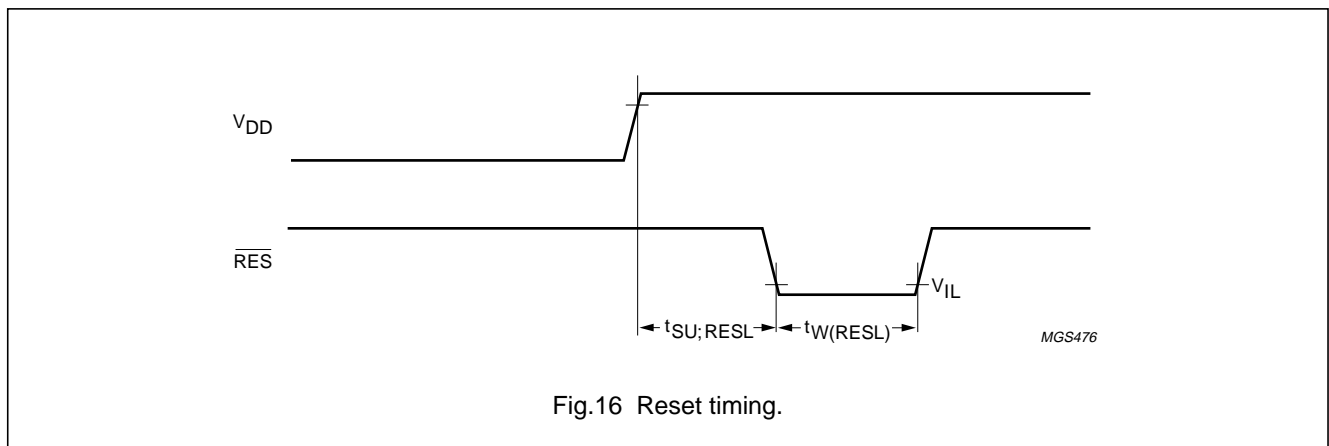 VDD
RES
VIL
tSU;RESL
tW(RESL)
MGS476
Fig.16 Reset timing.